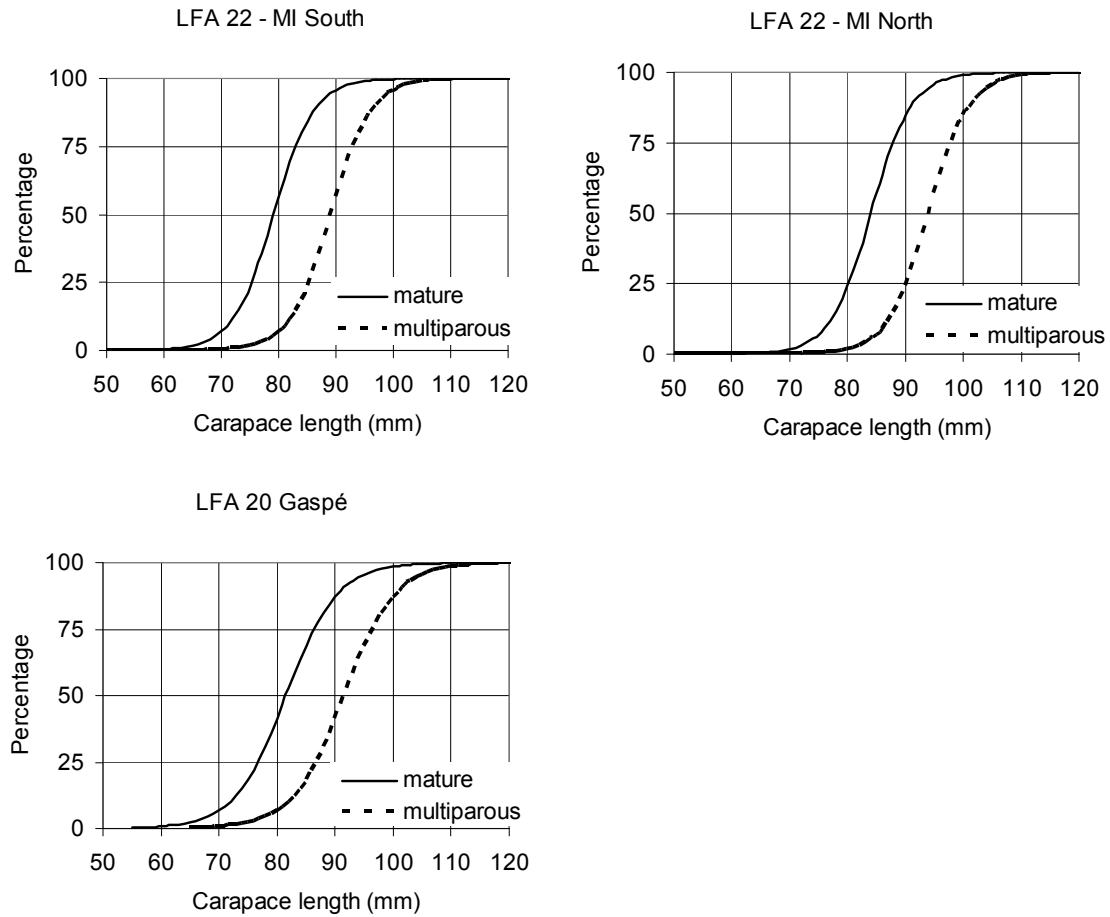 LFA 22 - MI South
100
75
50
25
0
Percentage
mature
multiparous
50 60 70 80 90 100 110 120
Carapace length (mm)
LFA 22 - MI North
100
75
50
25
0
Percentage
mature
multiparous
50 60 70 80 90 100 110 120
Carapace length (mm)
LFA 20 Gaspé
100
75
50
25
0
Percentage
mature
multiparous
50 60 70 80 90 100 110 120
Carapace length (mm)